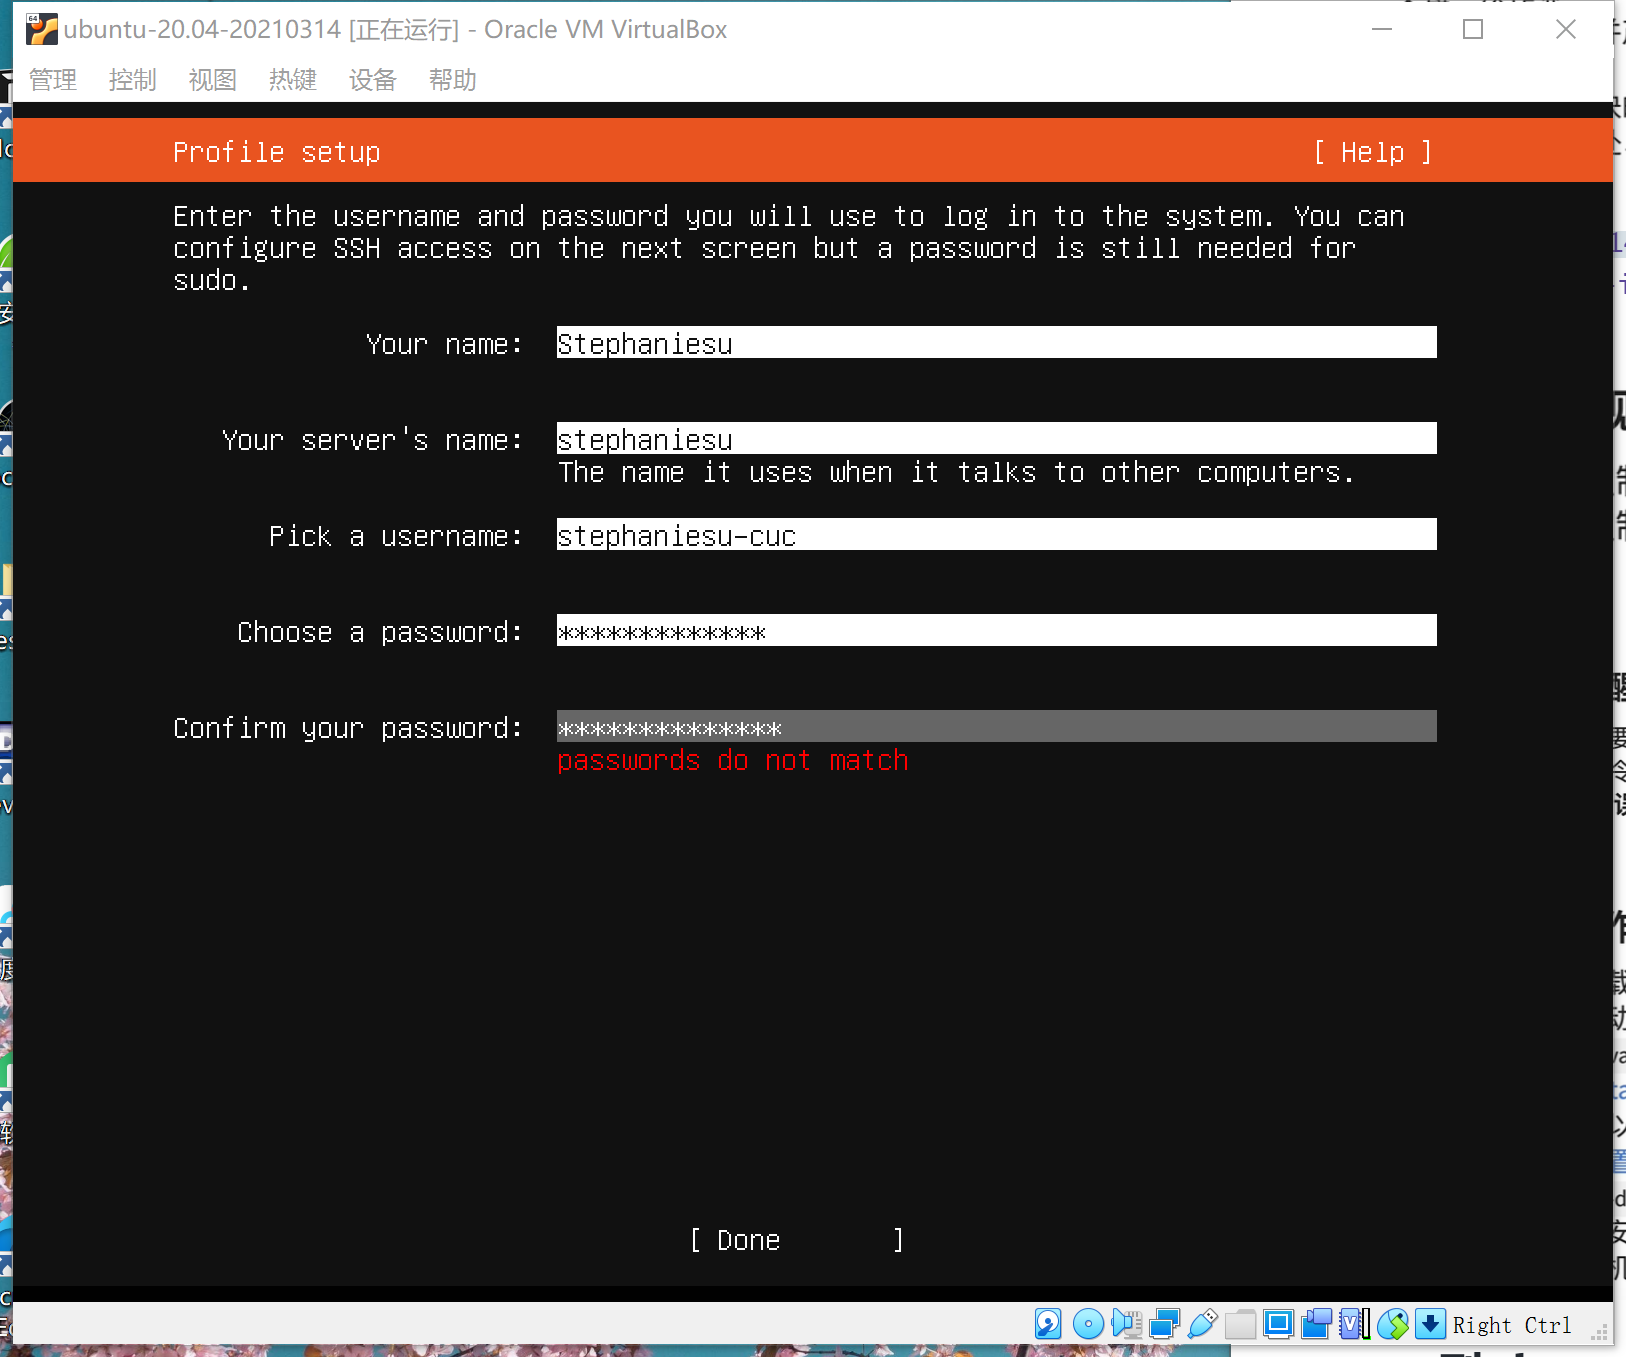 ubuntu-20.04-20210314 [正在运行] - Oracle VM VirtualBox
管理 控制 视图 热键 设备 帮助
Profile setup [ Help ]
Enter the username and password you will use to log in to the system. You can
configure SSH access on the next screen but a password is still needed for
sudo.
Your name: Stephaniesu
Your server's name: stephaniesu
The name it uses when it talks to other computers.
Pick a username: stephaniesu-cuc
Choose a password: *************
Confirm your password: **************
passwords do not match
[ Done ]
Right Ctrl